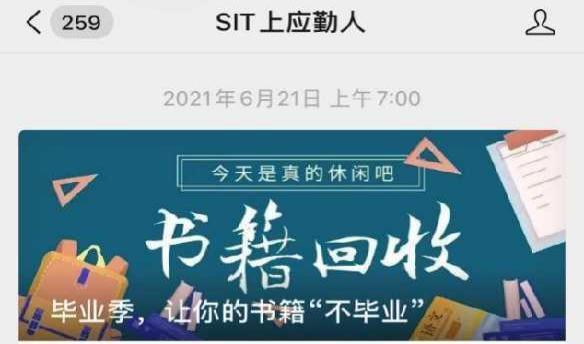 259
SIT上应勤人
2021年6月21日 上午7:00
今天是真的休闲吧
书籍回收
毕业季，让你的书籍“不毕业”
语文